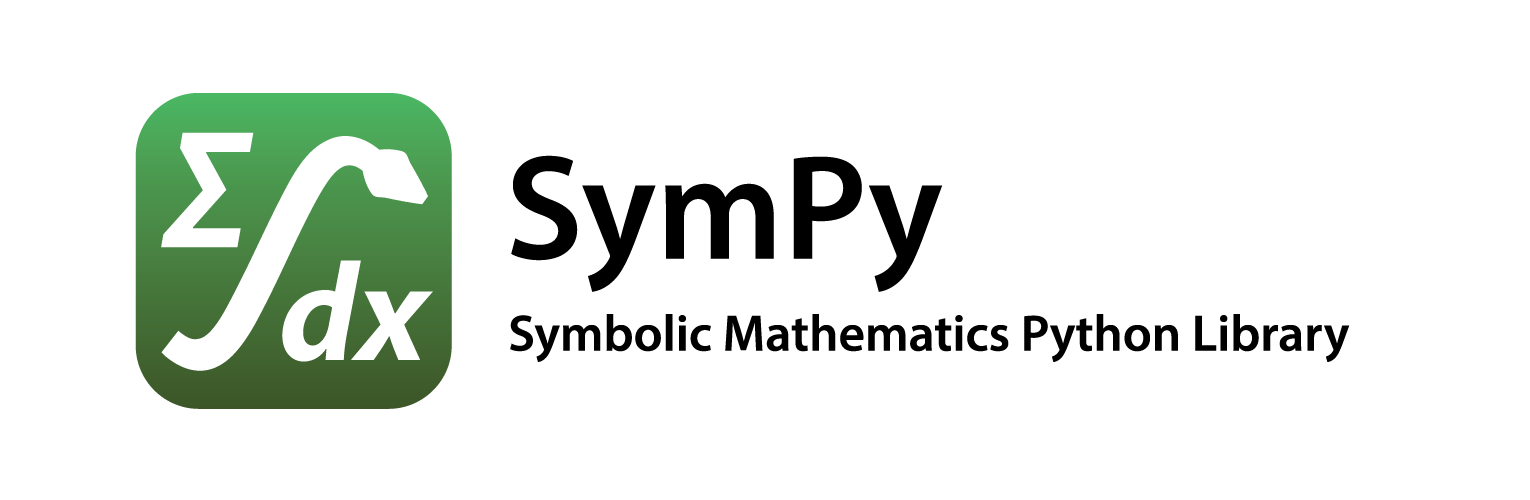 Σ∫dx
SymPy
Symbolic Mathematics Python Library